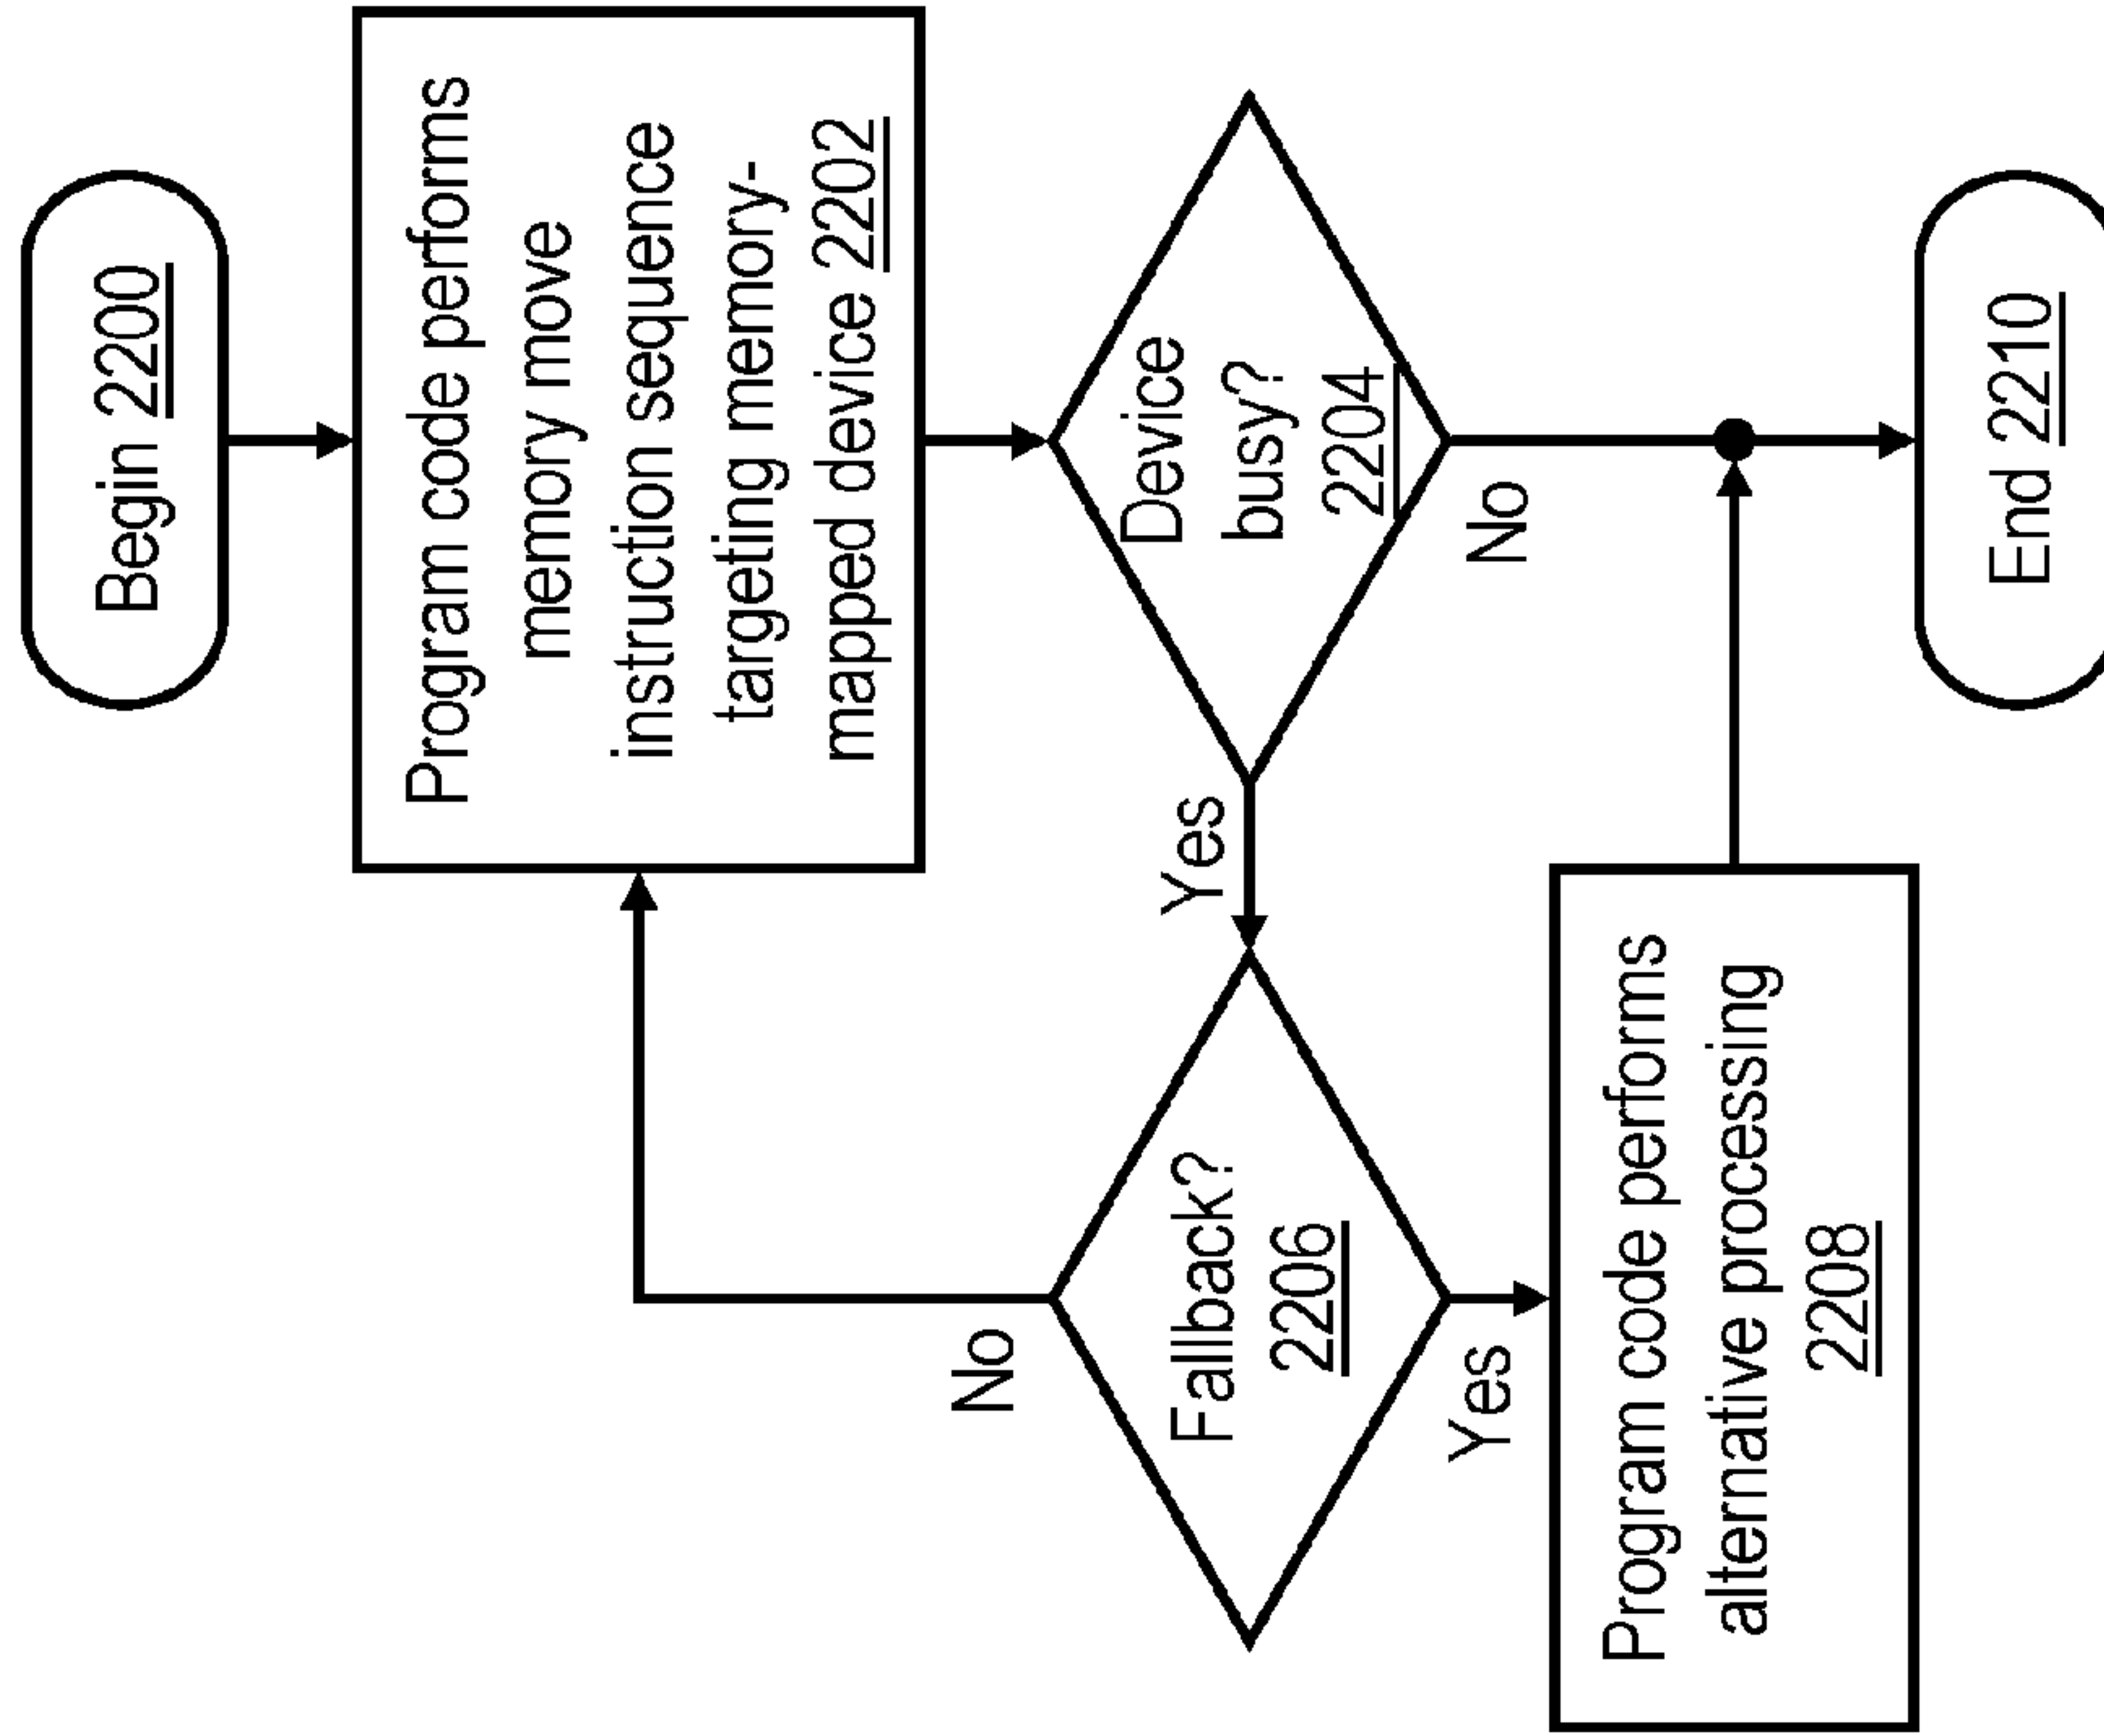 Begin 2200
Program code performs
memory move
instruction sequence
targeting memory-
mapped device 2202
Device
busy?
2204
Yes
No
Fallback?
2206
No
Yes
Program code performs
alternative processing
2208
End 2210